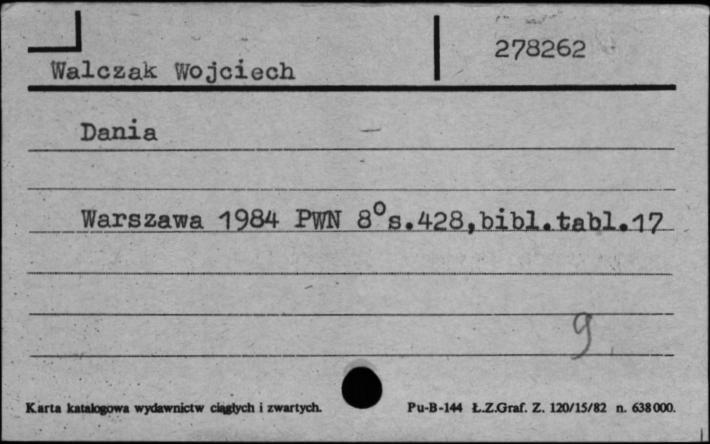 278262
Walczak Wojciech
Dania
Warszawa 1984 PWN 8°s.428,bibl.tabl.17
9
Karta katalogowa wydawnictw ciągłych i zwartych. Pu-B-144 Ł.Z.Graf. Z. 120/15/82 n. 638000.